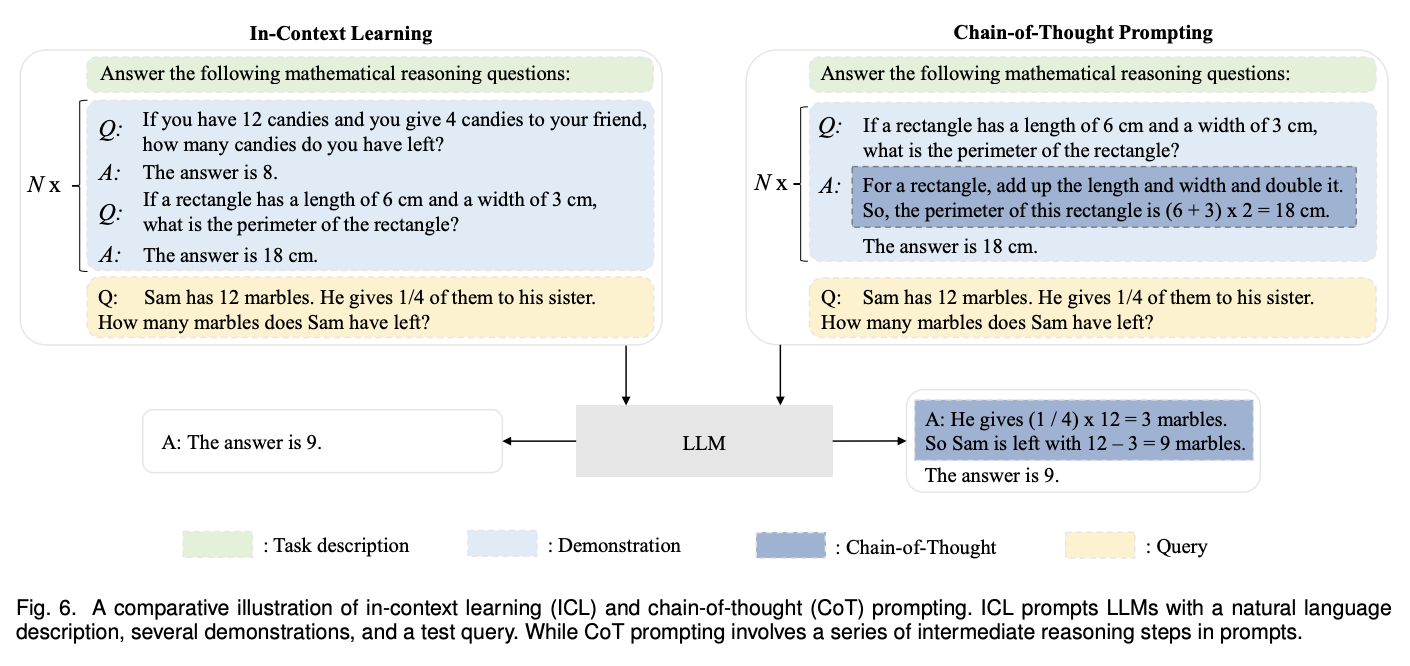 In-Context Learning
Answer the following mathematical reasoning questions:
N x
Q: If you have 12 candies and you give 4 candies to your friend,
how many candies do you have left?
A: The answer is 8.
Q: If a rectangle has a length of 6 cm and a width of 3 cm,
what is the perimeter of the rectangle?
A: The answer is 18 cm.
Q: Sam has 12 marbles. He gives 1/4 of them to his sister.
How many marbles does Sam have left?
Chain-of-Thought Prompting
Answer the following mathematical reasoning questions:
N x
Q: If a rectangle has a length of 6 cm and a width of 3 cm,
what is the perimeter of the rectangle?
A: For a rectangle, add up the length and width and double it.
So, the perimeter of this rectangle is (6 + 3) x 2 = 18 cm.
The answer is 18 cm.
Q: Sam has 12 marbles. He gives 1/4 of them to his sister.
How many marbles does Sam have left?
A: The answer is 9.
LLM
A: He gives (1 / 4) x 12 = 3 marbles.
So Sam is left with 12 – 3 = 9 marbles.
The answer is 9.
: Task description
: Demonstration
: Chain-of-Thought
: Query
Fig. 6. A comparative illustration of in-context learning (ICL) and chain-of-thought (CoT) prompting. ICL prompts LLMs with a natural language
description, several demonstrations, and a test query. While CoT prompting involves a series of intermediate reasoning steps in prompts.